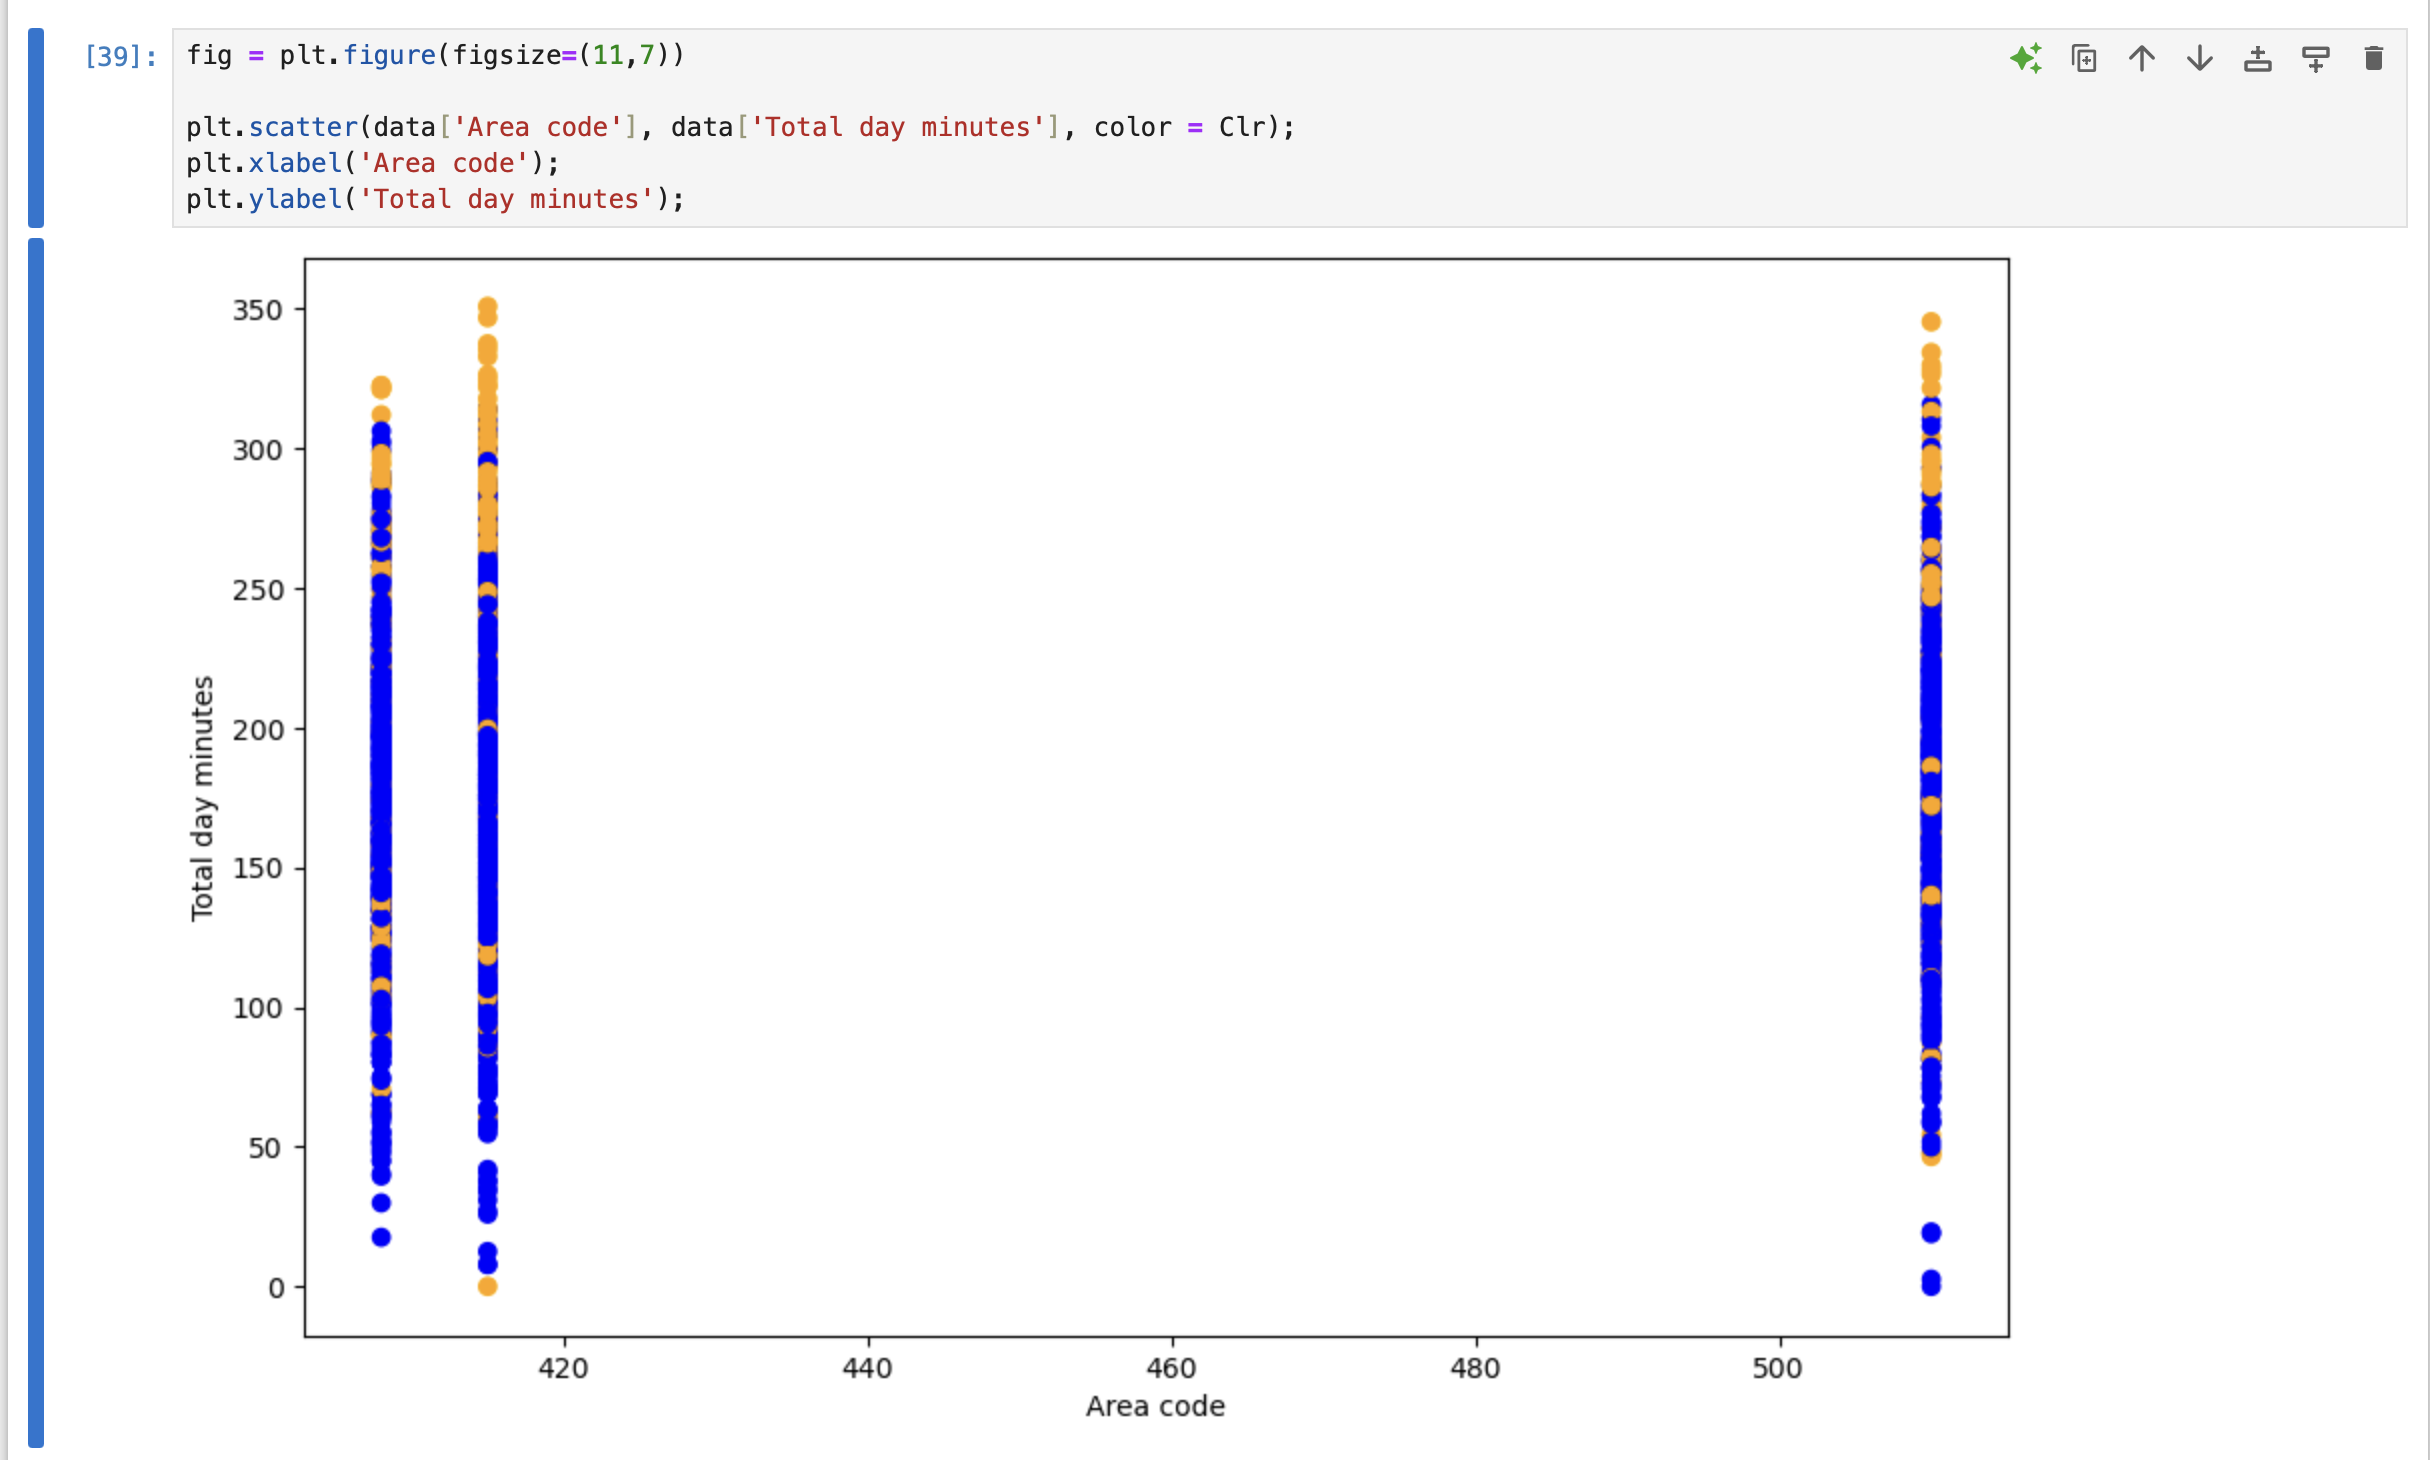 [39]: fig = plt.figure(figsize=(11,7))
plt.scatter(data['Area code'], data['Total day minutes'], color = Clr);
plt.xlabel('Area code');
plt.ylabel('Total day minutes');
350
300
250
200
150
100
50
0
Total day minutes
420 440 460 480 500
Area code